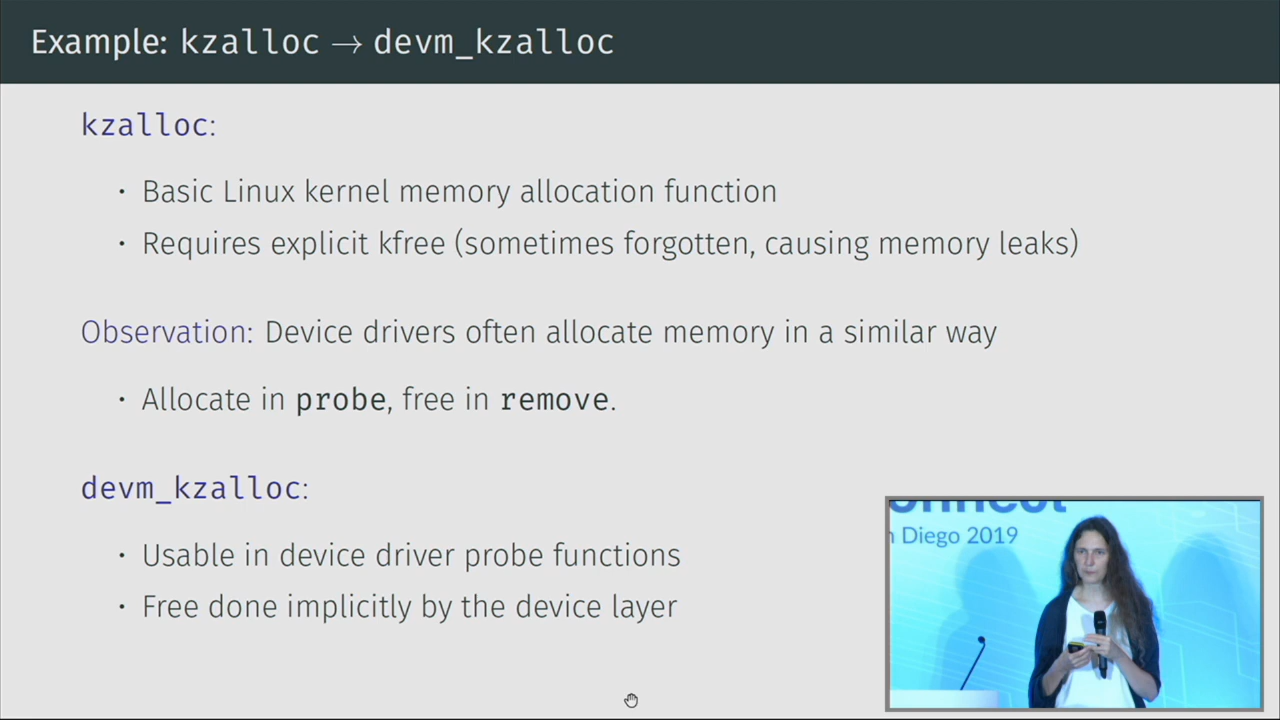 Example: kzalloc → devm_kzalloc
kzalloc:
· Basic Linux kernel memory allocation function
· Requires explicit kfree (sometimes forgotten, causing memory leaks)
Observation: Device drivers often allocate memory in a similar way
· Allocate in probe, free in remove.
devm_kzalloc:
· Usable in device driver probe functions
· Free done implicitly by the device layer
Diego 2019